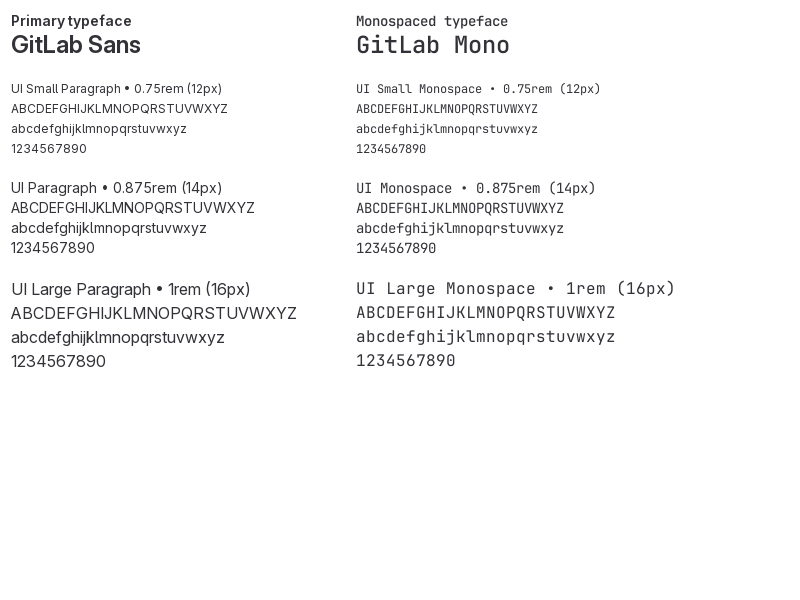 Primary typeface
GitLab Sans
UI Small Paragraph • 0.75rem (12px)
ABCDEFGHIJKLMNOPQRSTUVWXYZ
abcdefghijklmnopqrstuvwxyz
1234567890
UI Paragraph • 0.875rem (14px)
ABCDEFGHIJKLMNOPQRSTUVWXYZ
abcdefghijklmnopqrstuvwxyz
1234567890
UI Large Paragraph • 1rem (16px)
ABCDEFGHIJKLMNOPQRSTUVWXYZ
abcdefghijklmnopqrstuvwxyz
1234567890
Monospaced typeface
GitLab Mono
UI Small Monospace • 0.75rem (12px)
ABCDEFGHIJKLMNOPQRSTUVWXYZ
abcdefghijklmnopqrstuvwxyz
1234567890
UI Monospace • 0.875rem (14px)
ABCDEFGHIJKLMNOPQRSTUVWXYZ
abcdefghijklmnopqrstuvwxyz
1234567890
UI Large Monospace • 1rem (16px)
ABCDEFGHIJKLMNOPQRSTUVWXYZ
abcdefghijklmnopqrstuvwxyz
1234567890